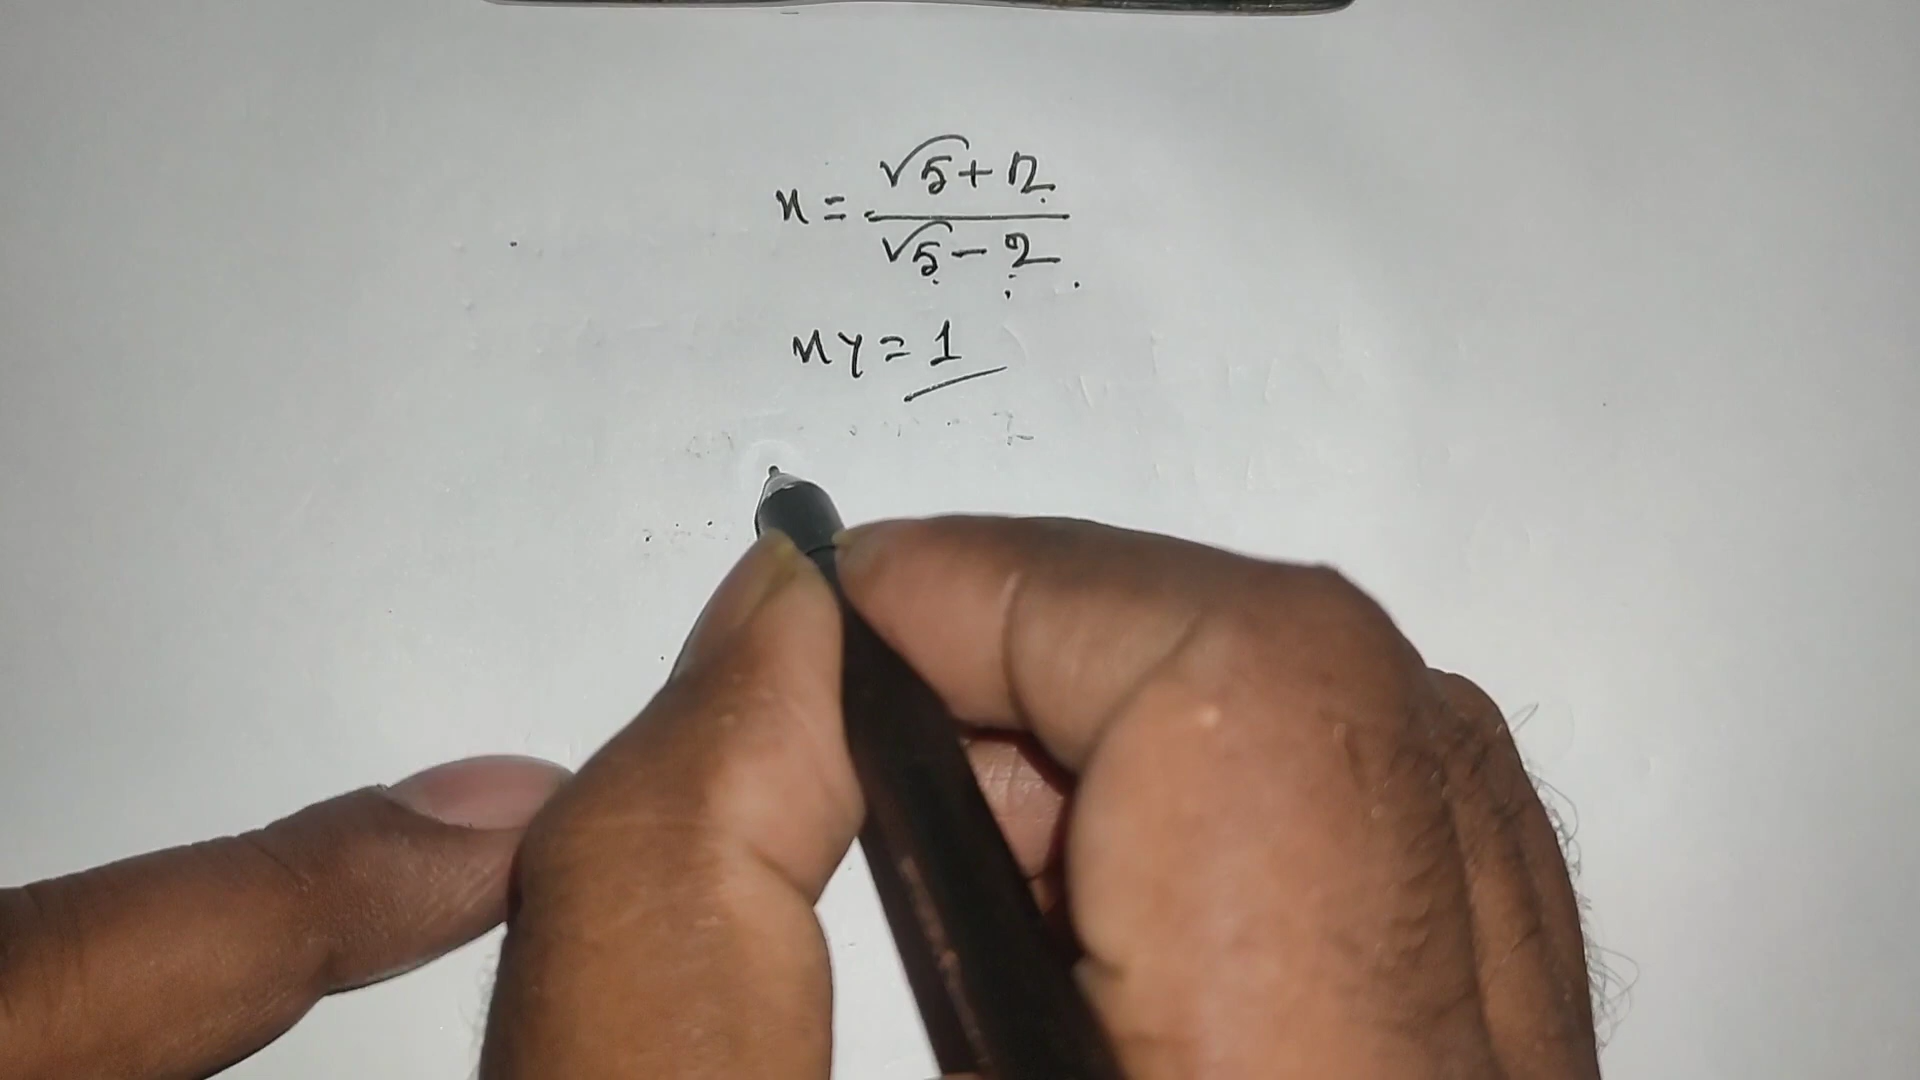 x = (√5 + 2) / (√5 - 2)
xy = 1